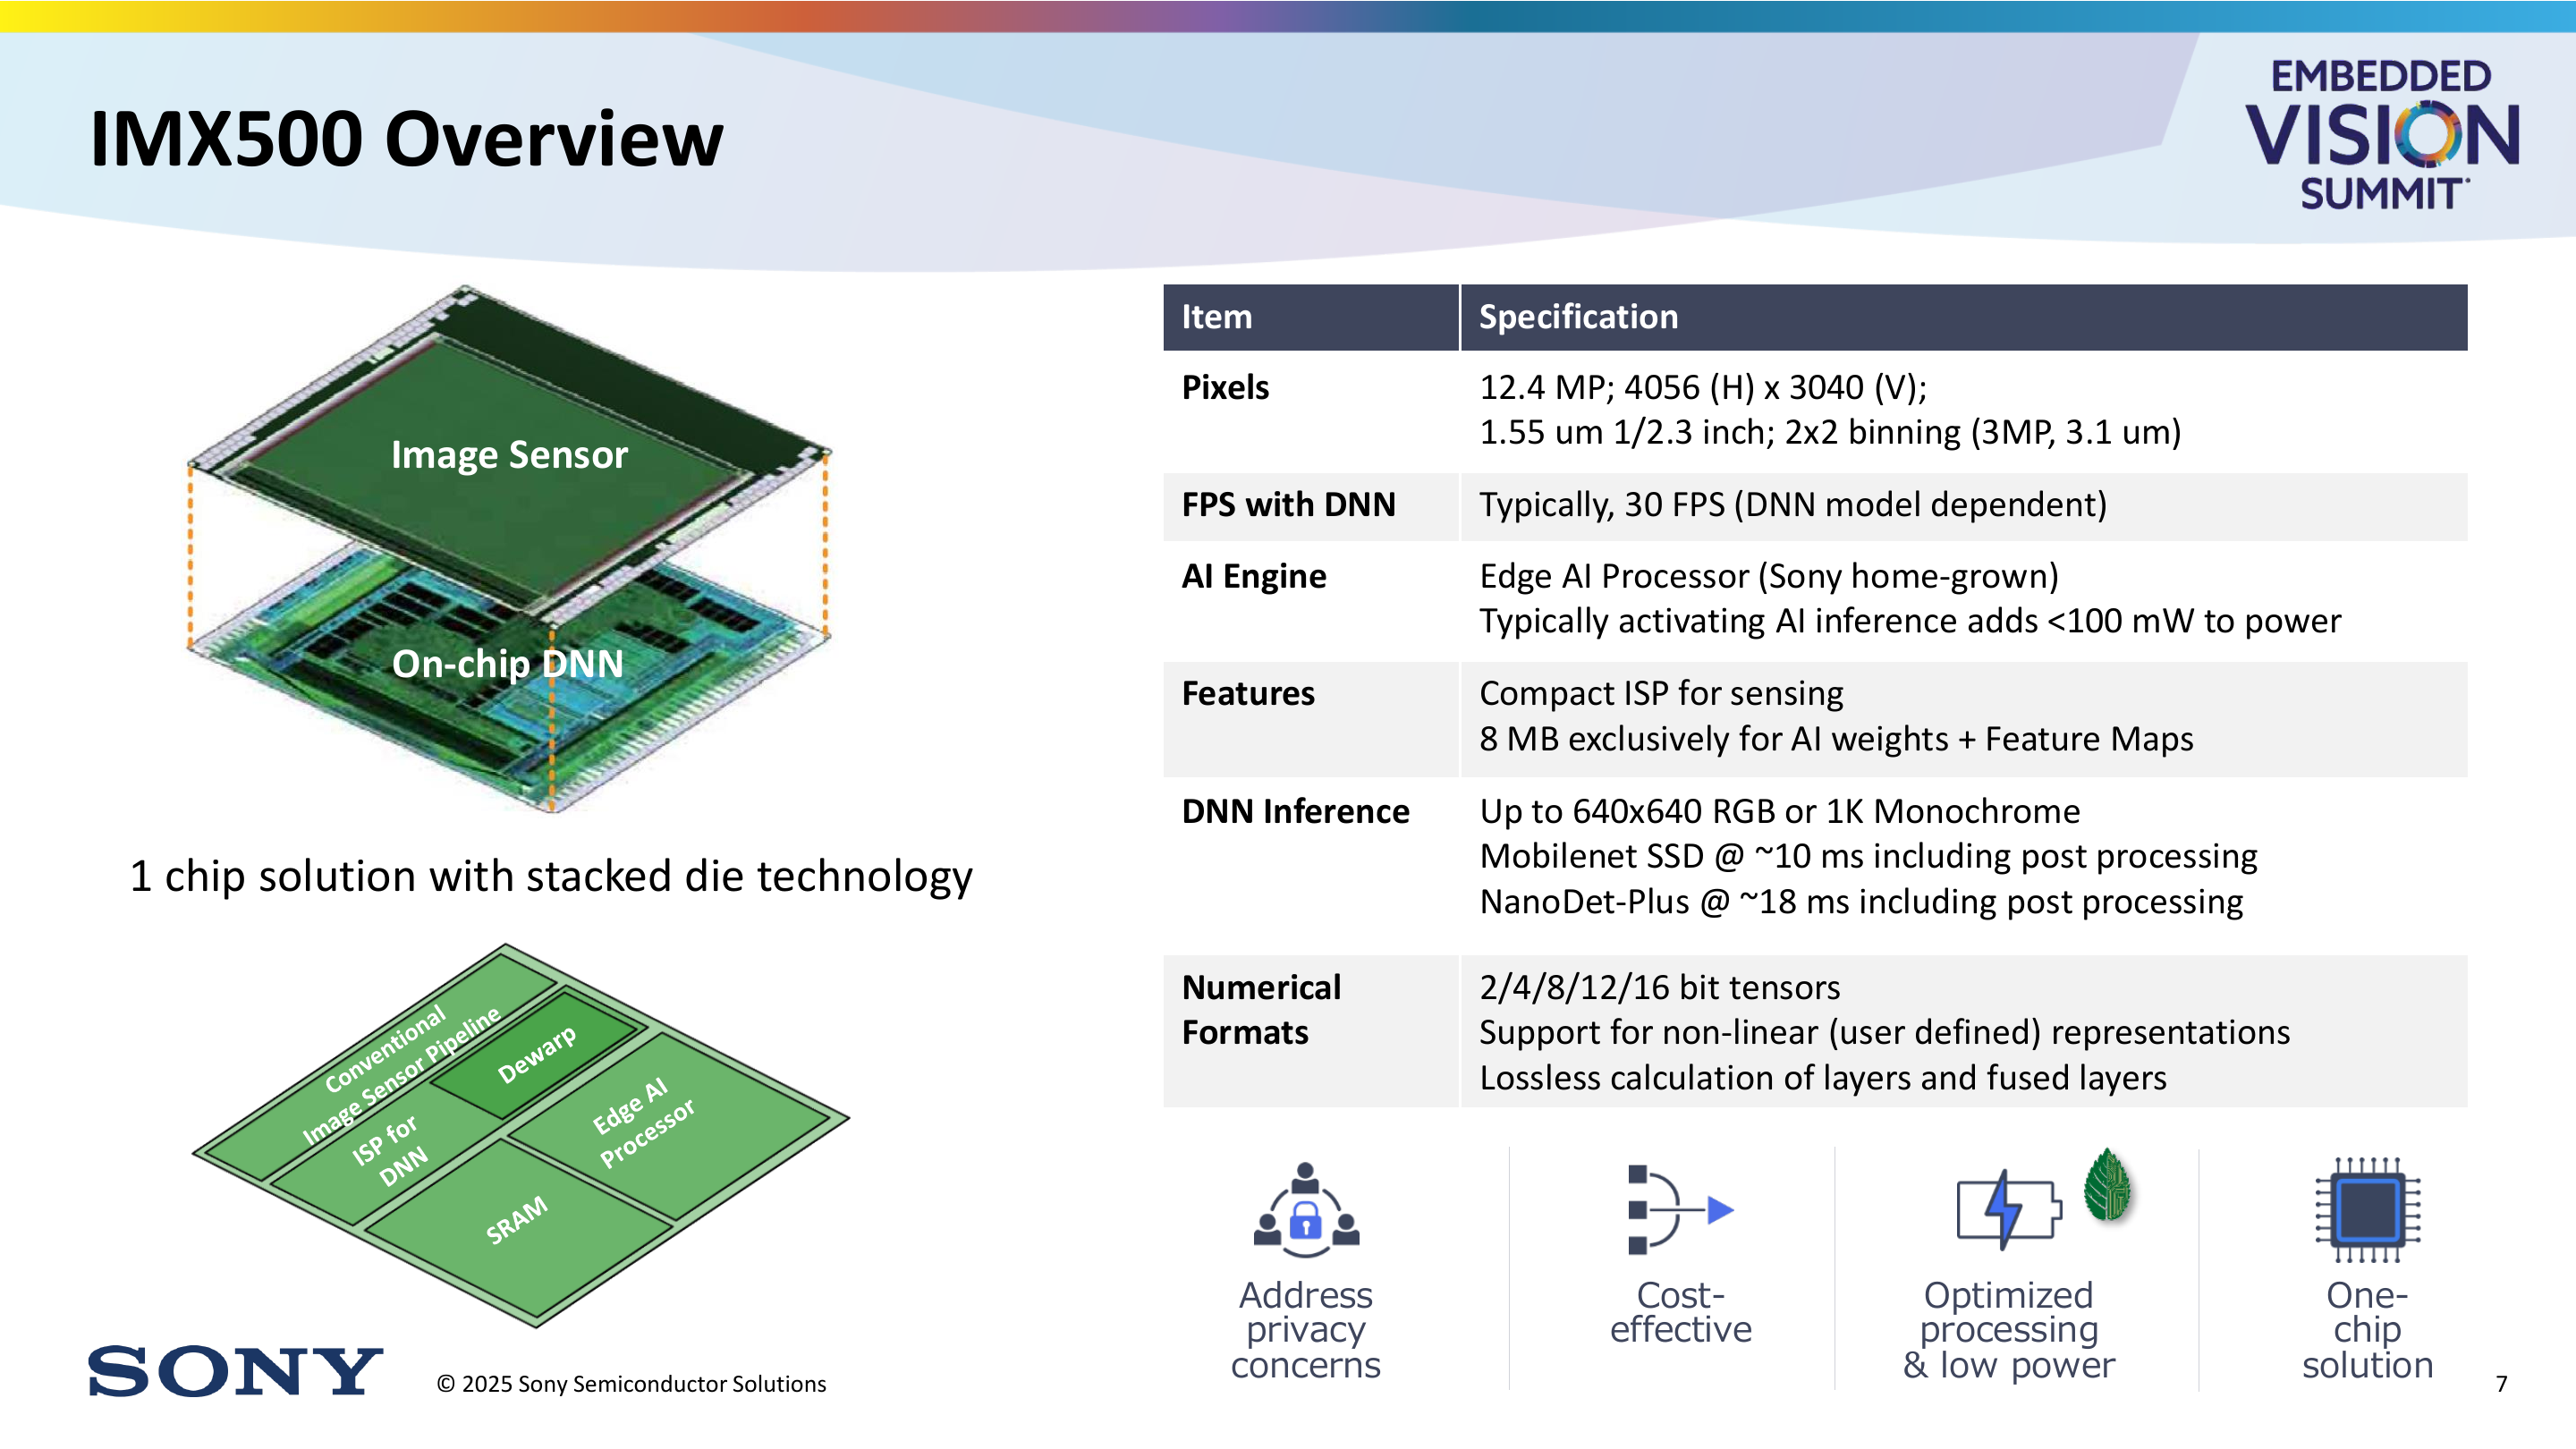 IMX500 Overview
EMBEDDED
VISION
SUMMIT
Image Sensor
On-chip DNN
1 chip solution with stacked die technology
Conventional
Image Sensor Pipeline
Dewarp
ISP for
DNN
Edge AI
Processor
SRAM
Item Specification
Pixels 12.4 MP; 4056 (H) x 3040 (V);
1.55 um 1/2.3 inch; 2x2 binning (3MP, 3.1 um)
FPS with DNN Typically, 30 FPS (DNN model dependent)
AI Engine Edge AI Processor (Sony home-grown)
Typically activating AI inference adds <100 mW to power
Features Compact ISP for sensing
8 MB exclusively for AI weights + Feature Maps
DNN Inference Up to 640x640 RGB or 1K Monochrome
Mobilenet SSD @ ~10 ms including post processing
NanoDet-Plus @ ~18 ms including post processing
Numerical 2/4/8/12/16 bit tensors
Formats Support for non-linear (user defined) representations
Lossless calculation of layers and fused layers
Address
privacy
concerns
Cost-
effective
Optimized
processing
& low power
One-
chip
solution
SONY
© 2025 Sony Semiconductor Solutions
7